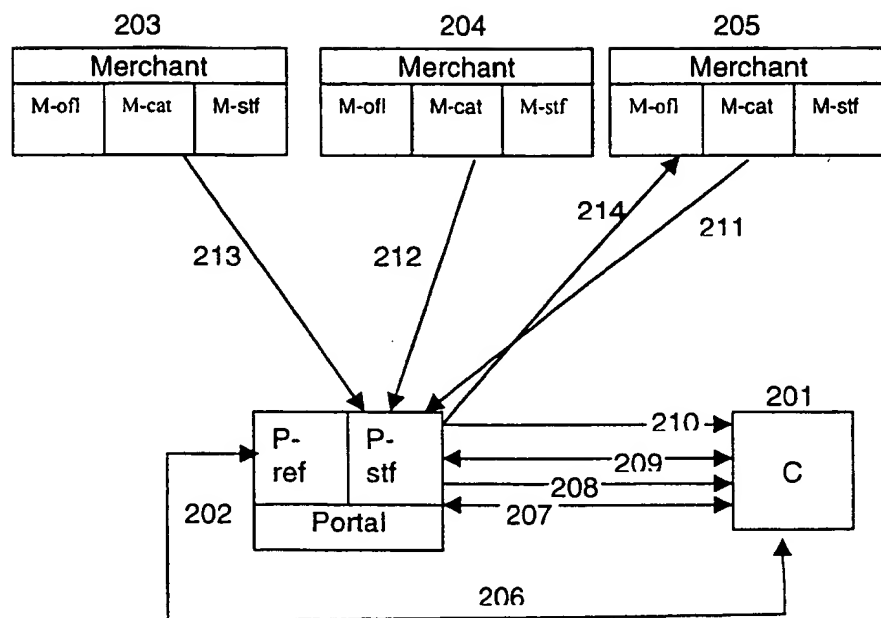 203 204 205
Merchant Merchant Merchant
M-ofl M-cat M-stf M-ofl M-cat M-stf M-ofl M-cat M-stf
213 212 214 211
201
P-ref P-stf 210 C
209
208
202 Portal 207
206